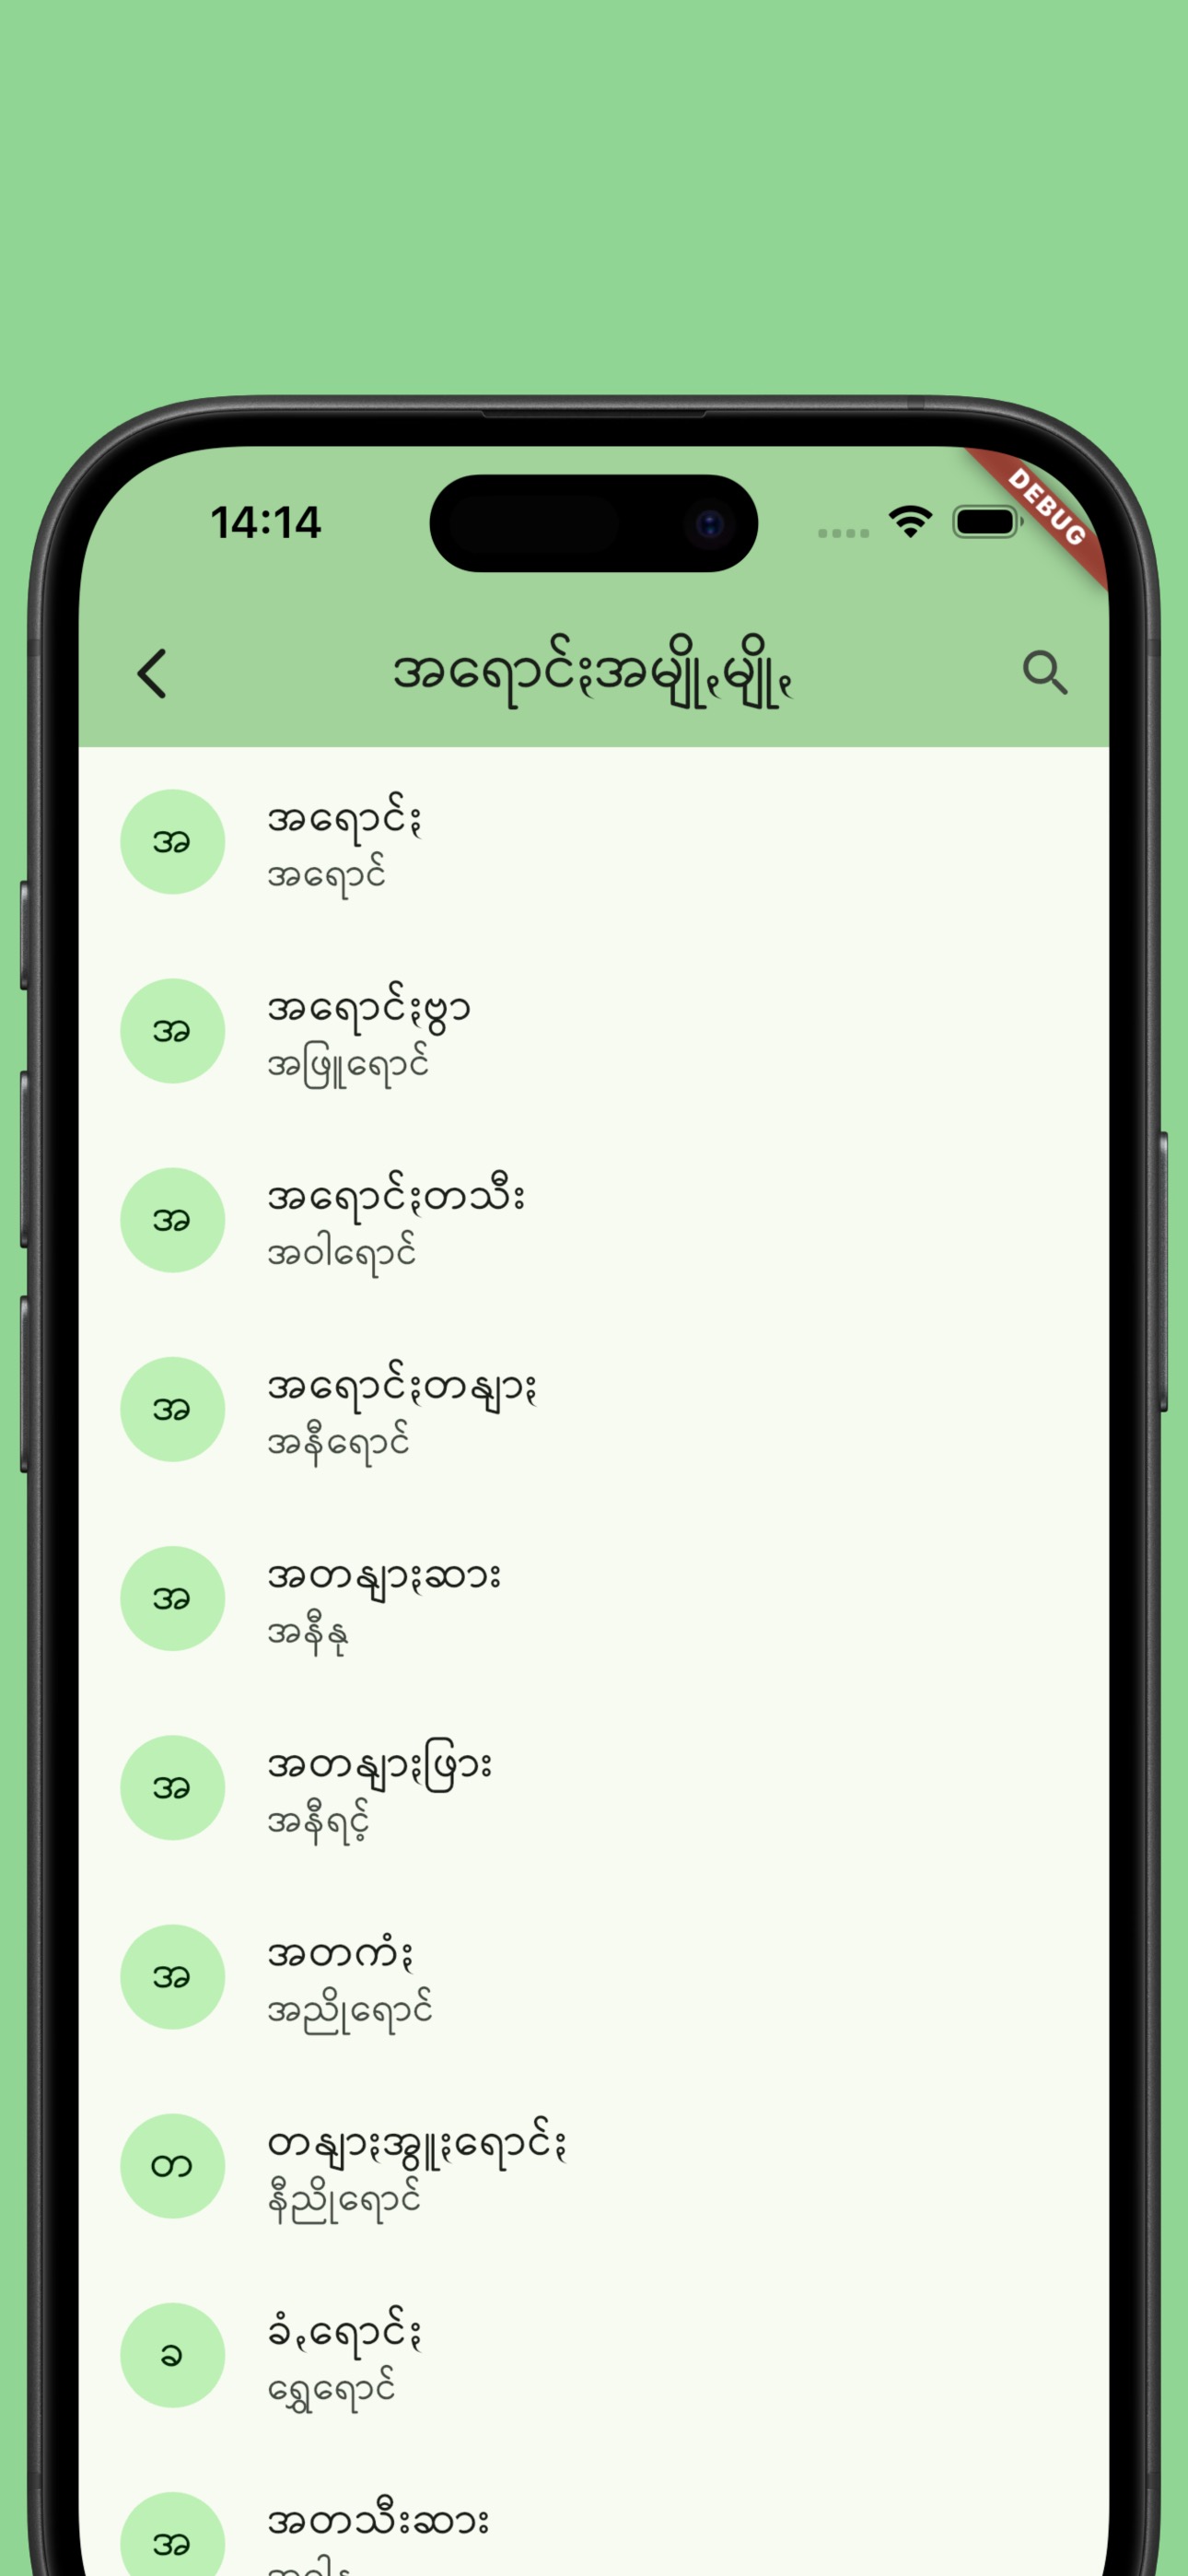 14:14
DEBUG
အရောင်ႈအမျိုႇမျိုႇ
အ
အရောင်ႏ
အရောင်
အ
အရောင်ႏဗွာ
အဖြူရောင်
အ
အရောင်ႏတသီး
အဝါရောင်
အ
အရောင်ႏတနျာႏ
အနီရောင်
အ
အတနျာႏဆား
အနီနု
အ
အတနျာႏဖြား
အနီရင့်
အ
အတကံႏ
အညိုရောင်
တ
တနျာႏအွူႏရောင်ႏ
နီညိုရောင်
ခ
ခံႇရောင်ႏ
ရွှေရောင်
အ
အတသီးဆား